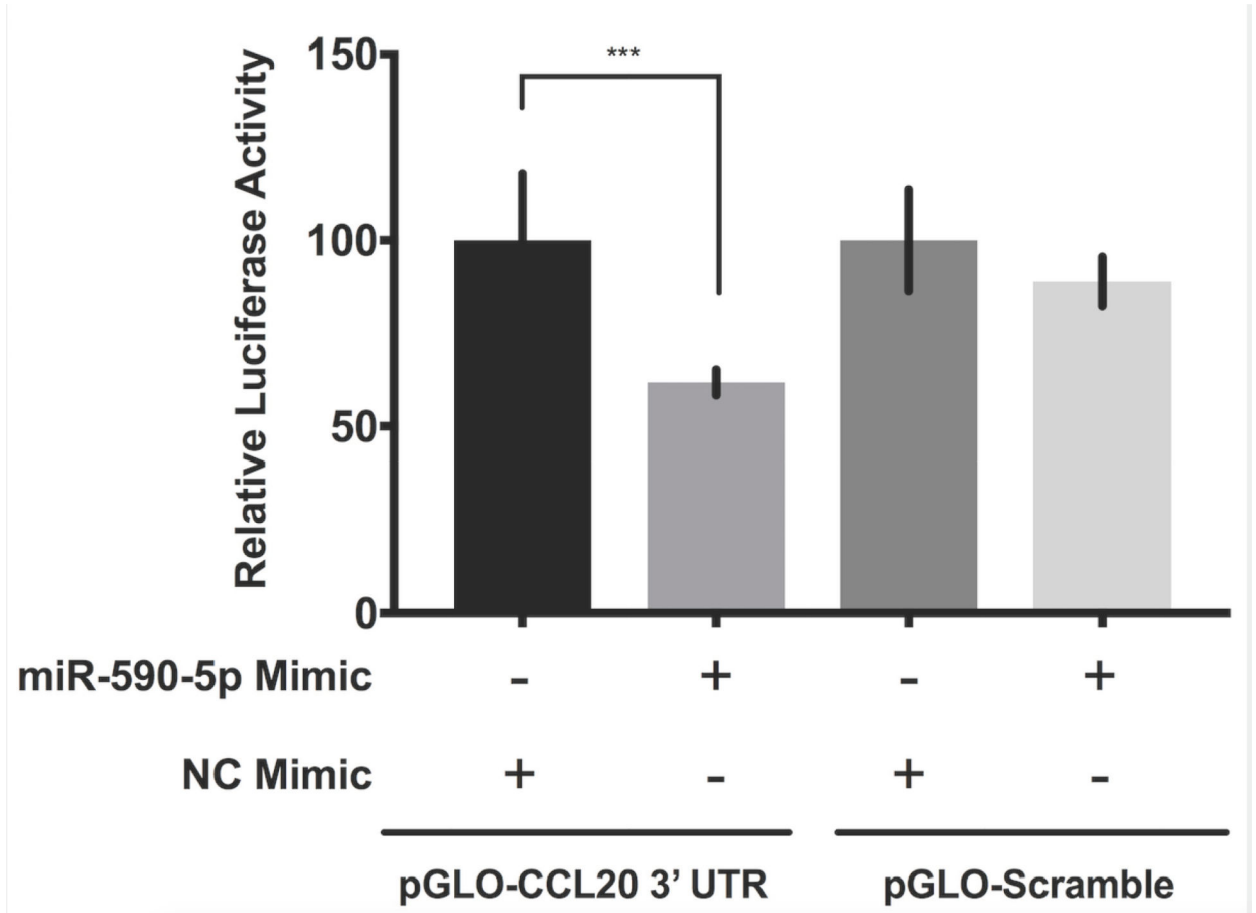 ***
150
100
50
0
Relative Luciferase Activity
miR-590-5p Mimic - + - +
NC Mimic + - + -
pGLO-CCL20 3’ UTR pGLO-Scramble